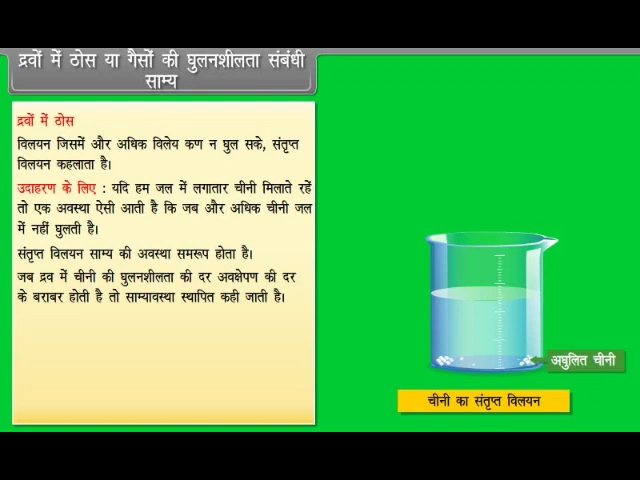 द्रवों में ठोस या गैसों की घुलनशीलता संबंधी
साम्य
द्रवों में ठोस
विलयन जिसमें और अधिक विलेय कण न घुल सके, संतृप्त
विलयन कहलाता है।
उदाहरण के लिए : यदि हम जल में लगातार चीनी मिलाते रहें
तो एक अवस्था ऐसी आती है कि जब और अधिक चीनी जल
में नहीं घुलती है।
संतृप्त विलयन साम्य की अवस्था समरूप होता है।
जब द्रव में चीनी की घुलनशीलता की दर अवक्षेपण की दर
के बराबर होती है तो साम्यावस्था स्थापित कही जाती है।
अघुलित चीनी
चीनी का संतृप्त विलयन